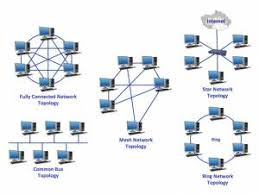 Internet
Fully Connected Network
Topology
Star Network
Topology
Mesh Network
Topology
Common Bus
Topology
Ring
Ring Network
Topology